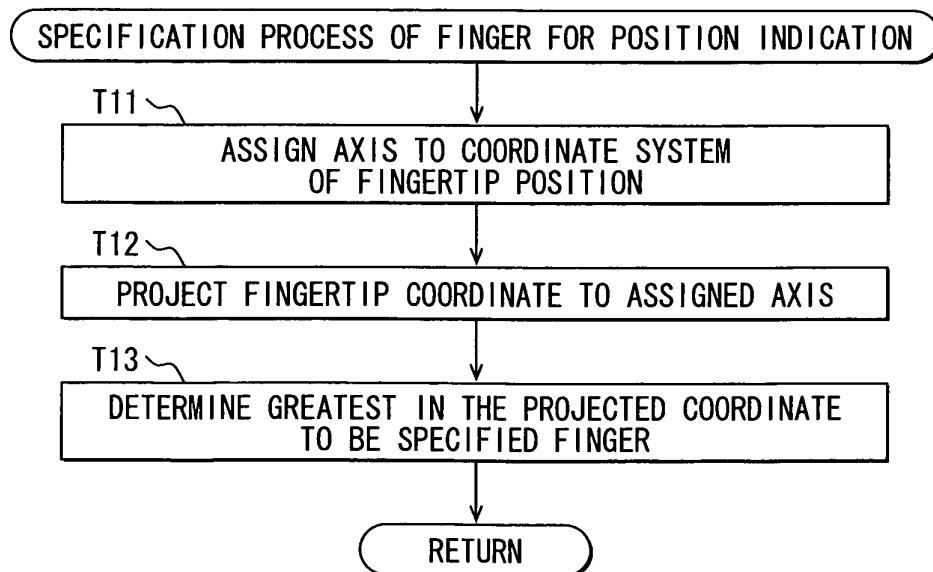 SPECIFICATION PROCESS OF FINGER FOR POSITION INDICATION
T11
ASSIGN AXIS TO COORDINATE SYSTEM
OF FINGERTIP POSITION
T12
PROJECT FINGERTIP COORDINATE TO ASSIGNED AXIS
T13
DETERMINE GREATEST IN THE PROJECTED COORDINATE
TO BE SPECIFIED FINGER
RETURN